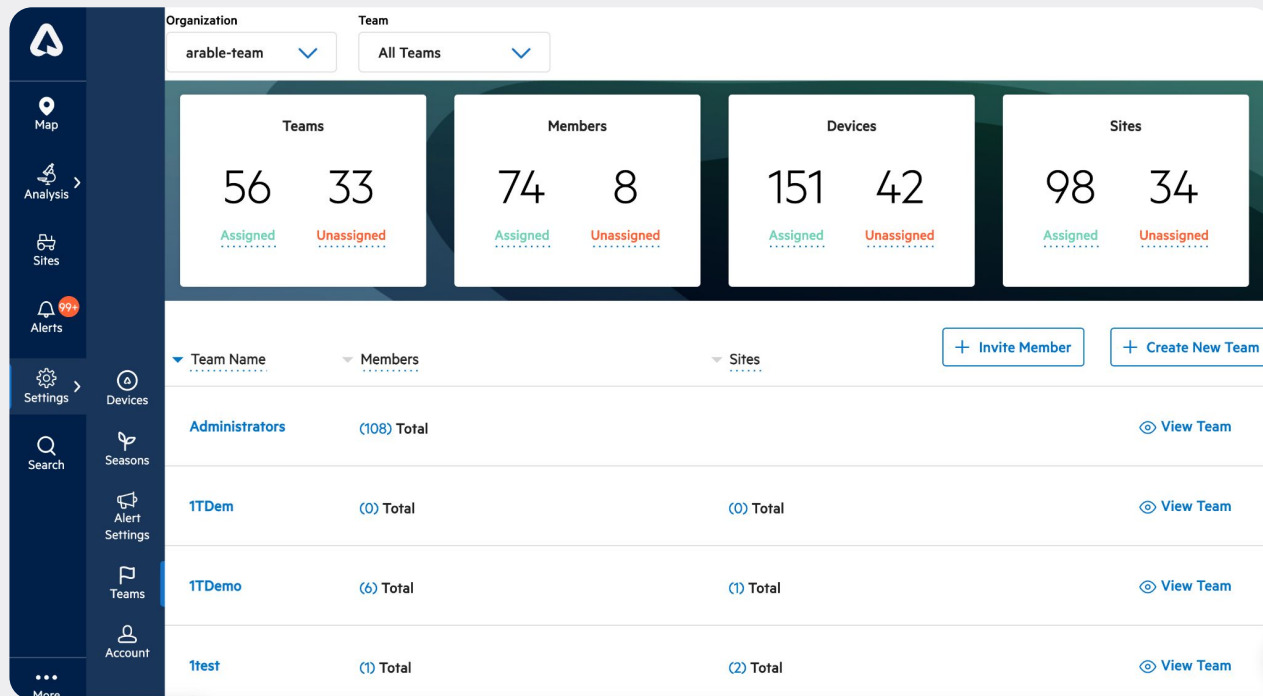 Organization
Team
arable-team
All Teams
Map
Analysis
Sites
Alerts
99+
Settings
Search
More
Devices
Seasons
Alert
Settings
Teams
Account
Teams
56 33
Assigned Unassigned
Members
74 8
Assigned Unassigned
Devices
151 42
Assigned Unassigned
Sites
98 34
Assigned Unassigned
Invite Member
Create New Team
Team Name Members Sites
Administrators (108) Total View Team
1TDem (0) Total (0) Total View Team
1TDemo (6) Total (1) Total View Team
1test (1) Total (2) Total View Team